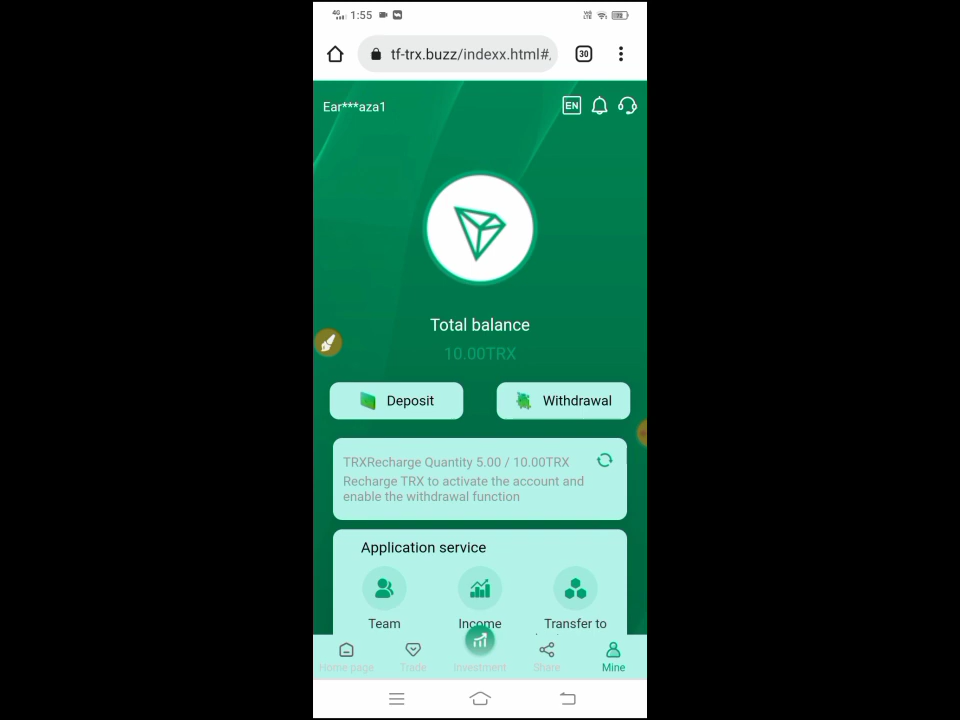 4G 1:55
tf-trx.buzz/indexx.html#,
30
Ear***aza1
EN
Total balance
10.00TRX
Deposit
Withdrawal
TRXRecharge Quantity 5.00 / 10.00TRX
Recharge TRX to activate the account and
enable the withdrawal function
Application service
Team
Income
Transfer to
Home page
Trade
Investment
Share
Mine